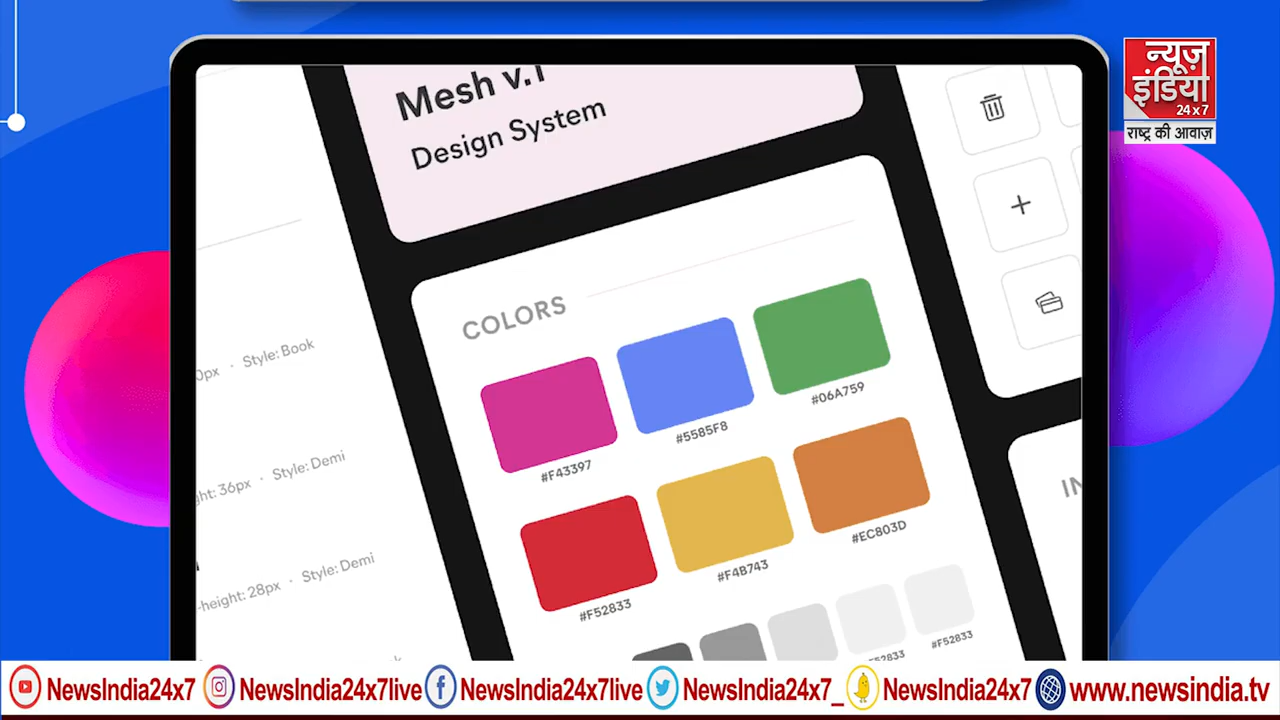 Mesh v.1
Design System
न्यूज़
इंडिया
24x7
राष्ट्र की आवाज़
COLORS
0px · Style: Book
ght: 36px · Style: Demi
-height: 28px · Style: Demi
#F43397
#5585F8
#06A759
#F52833
#F4B743
#EC803D
#F52833
NewsIndia24x7
NewsIndia24x7live
NewsIndia24x7live
NewsIndia24x7_
NewsIndia24x7
www.newsindia.tv